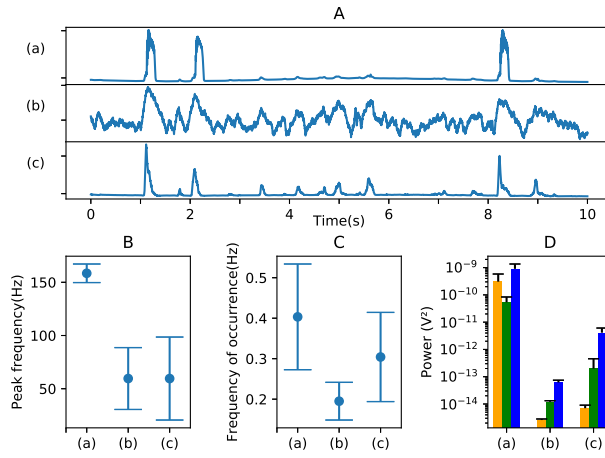 A
(a)
(b)
(c)
0 2 4 6 8 10
Time(s)
B
Peak frequency(Hz)
150
100
50
(a) (b) (c)
C
Frequency of occurrence(Hz)
0.5
0.4
0.3
0.2
(a) (b) (c)
D
Power (V²)
10⁻⁹
10⁻¹⁰
10⁻¹¹
10⁻¹²
10⁻¹³
10⁻¹⁴
(a) (b) (c)